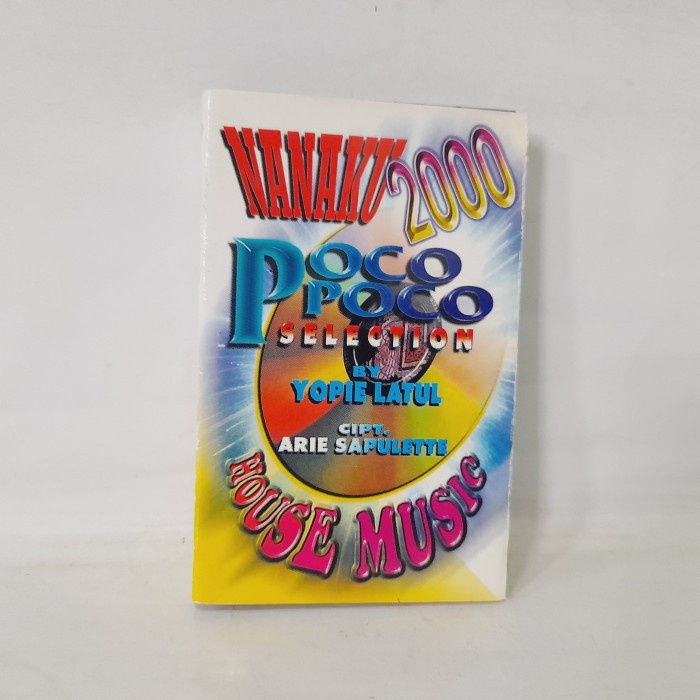 NANAKU'
2000
POCO
POCO
SELECTION
BY
YOPIE LATUL
CIPT.
ARIE SAPULETTE
HOUSE MUSIC